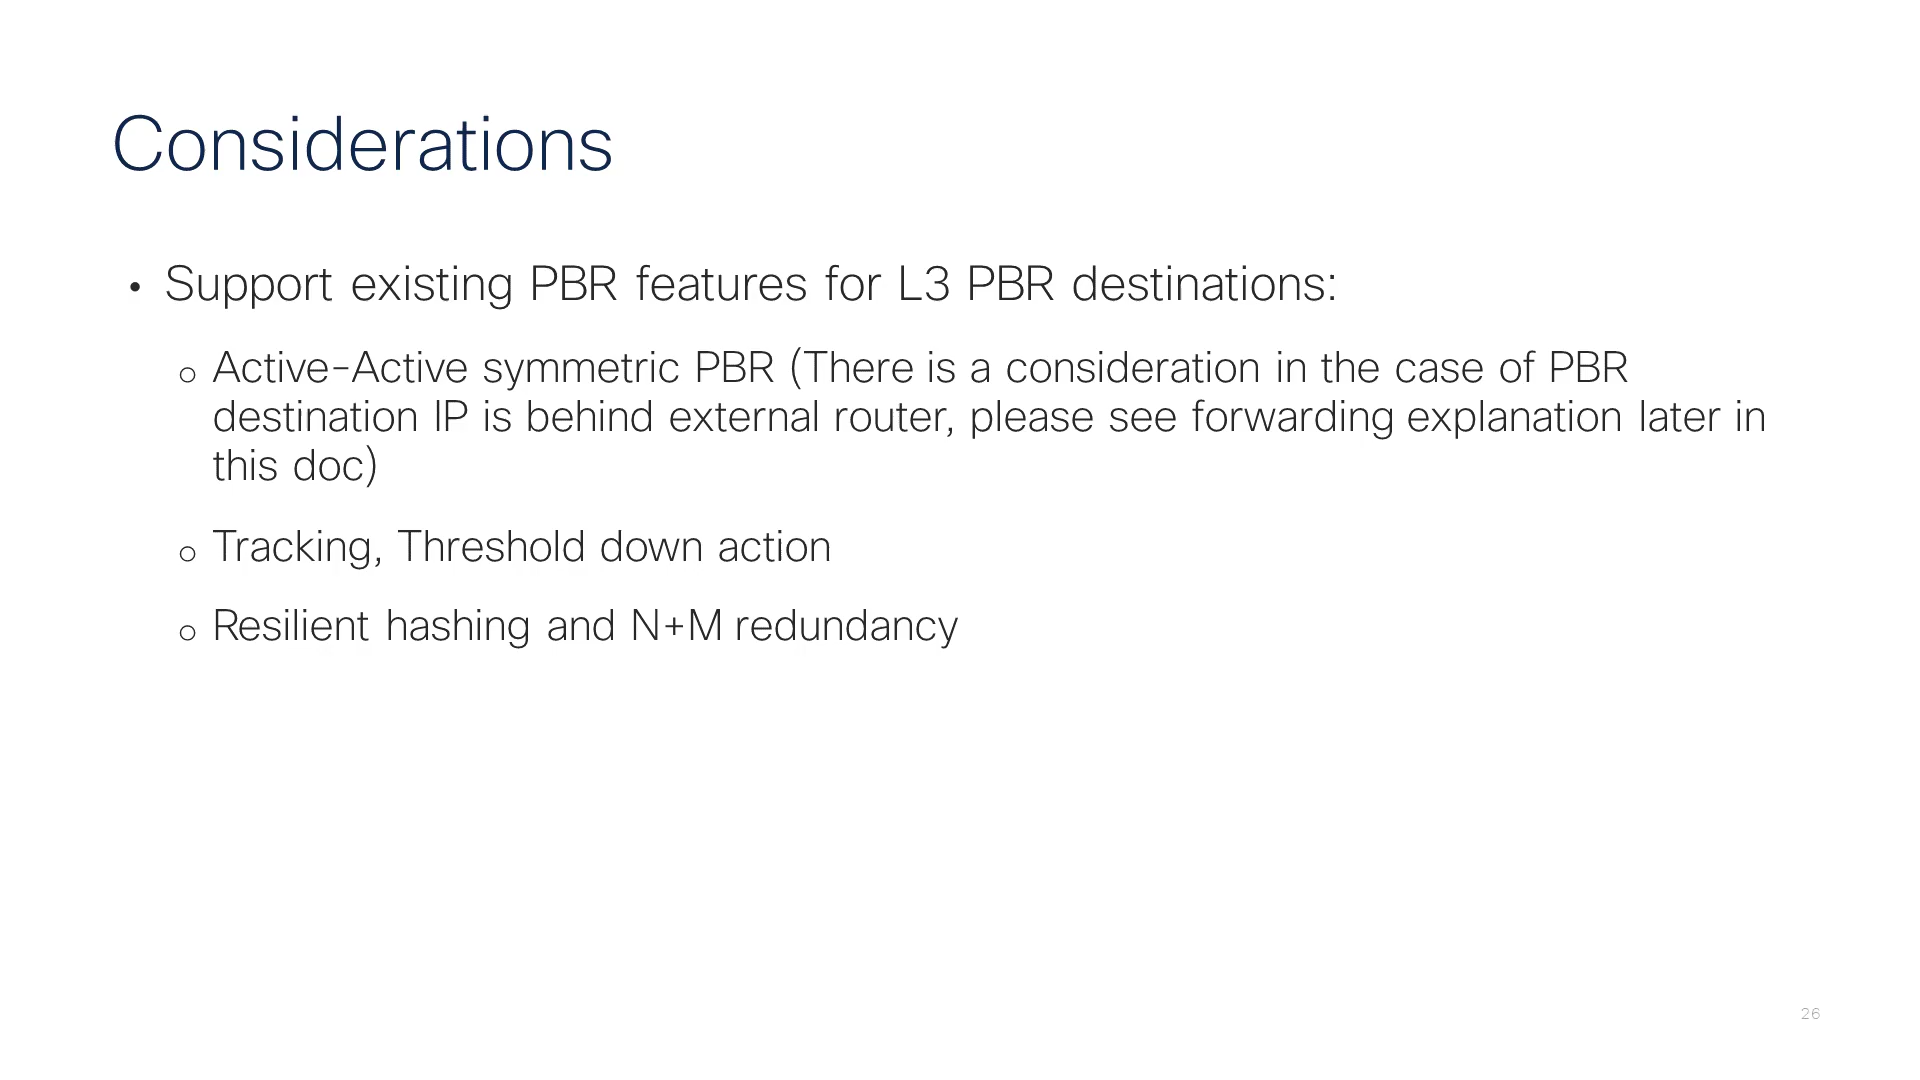 Considerations
• Support existing PBR features for L3 PBR destinations:
o Active-Active symmetric PBR (There is a consideration in the case of PBR
destination IP is behind external router, please see forwarding explanation later in
this doc)
o Tracking, Threshold down action
o Resilient hashing and N+M redundancy
26